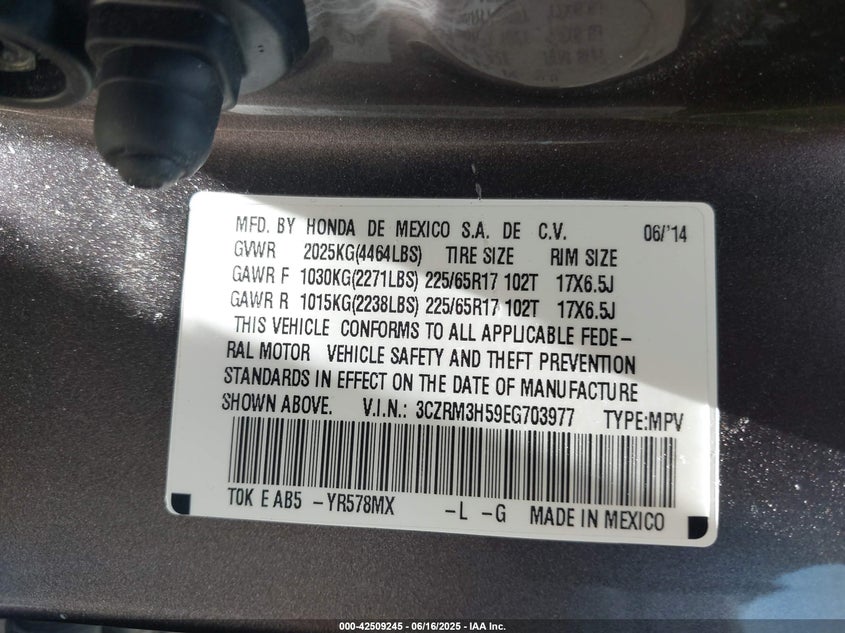 MFD. BY HONDA DE MEXICO S.A. DE C.V. 06/'14
GVWR 2025KG(4464LBS) TIRE SIZE RIM SIZE
GAWR F 1030KG(2271LBS) 225/65R17 102T 17X6.5J
GAWR R 1015KG(2238LBS) 225/65R17 102T 17X6.5J
THIS VEHICLE CONFORMS TO ALL APPLICABLE FEDE-
RAL MOTOR VEHICLE SAFETY AND THEFT PREVENTION
STANDARDS IN EFFECT ON THE DATE OF MANUFACTURE
SHOWN ABOVE. V.I.N.: 3CZRM3H59EG703977 TYPE:MPV
T0K E AB5 -YR578MX -L -G MADE IN MEXICO
000-42509245 - 06/16/2025 - IAA Inc.